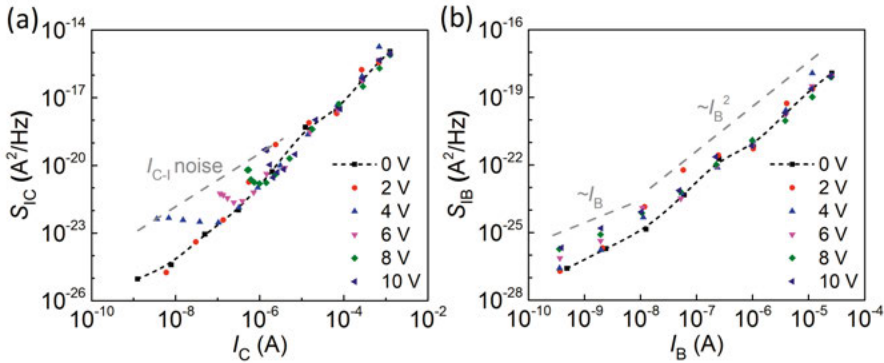 (a)
10⁻¹⁴
10⁻¹⁷
10⁻²⁰
10⁻²³
10⁻²⁶
S_IC (A²/Hz)
I_C-I noise
0 V
2 V
4 V
6 V
8 V
10 V
10⁻¹⁰ 10⁻⁸ 10⁻⁶ 10⁻⁴ 10⁻²
I_C (A)
(b)
10⁻¹⁶
10⁻¹⁹
10⁻²²
10⁻²⁵
10⁻²⁸
S_IB (A²/Hz)
~I_B²
~I_B
0 V
2 V
4 V
6 V
8 V
10 V
10⁻¹⁰ 10⁻⁹ 10⁻⁸ 10⁻⁷ 10⁻⁶ 10⁻⁵ 10⁻⁴
I_B (A)